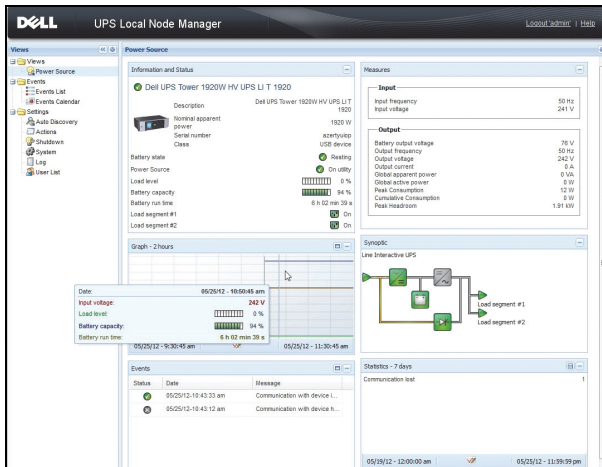 DELL
UPS Local Node Manager
Logout 'admin' | Help
Views
Views
Power Source
Events
Events List
Events Calendar
Settings
Auto Discovery
Actions
Shutdown
System
Log
User List
Power Source
Information and Status
Dell UPS Tower 1920W HV UPS LI T 1920
Description Dell UPS Tower 1920W HV UPS LI T
1920
Nominal apparent
power 1920 W
Serial number azertyuiop
Class USB device
Battery state Resting
Power Source On utility
Load level 0 %
Battery capacity 94 %
Battery run time 6 h 02 mn 39 s
Load segment #1 On
Load segment #2 On
Measures
Input
Input frequency 50 Hz
Input voltage 241 V
Output
Battery output voltage 76 V
Output frequency 50 Hz
Output voltage 242 V
Output current 0 A
Global apparent power 0 VA
Global active power 0 W
Peak Consumption 12 W
Cumulative Consumption 0 W
Peak Headroom 1.91 kW
Graph - 2 hours
Date: 05/25/12 - 10:50:45 am
Input voltage: 242 V
Load level: 0 %
Battery capacity: 94 %
Battery run time: 6 h 02 mn 39 s
05/25/12 - 9:30:45 am 05/25/12 - 11:30:45 am
Synoptic
Line Interactive UPS
Load segment #1
Load segment #2
Events
Status Date Message
05/25/12-10:43:33 am Communication with device i...
05/25/12-10:43:12 am Communication with device h...
Statistics - 7 days
Communication lost 1
05/19/12 - 12:00:00 am 05/25/12 - 11:59:59 pm